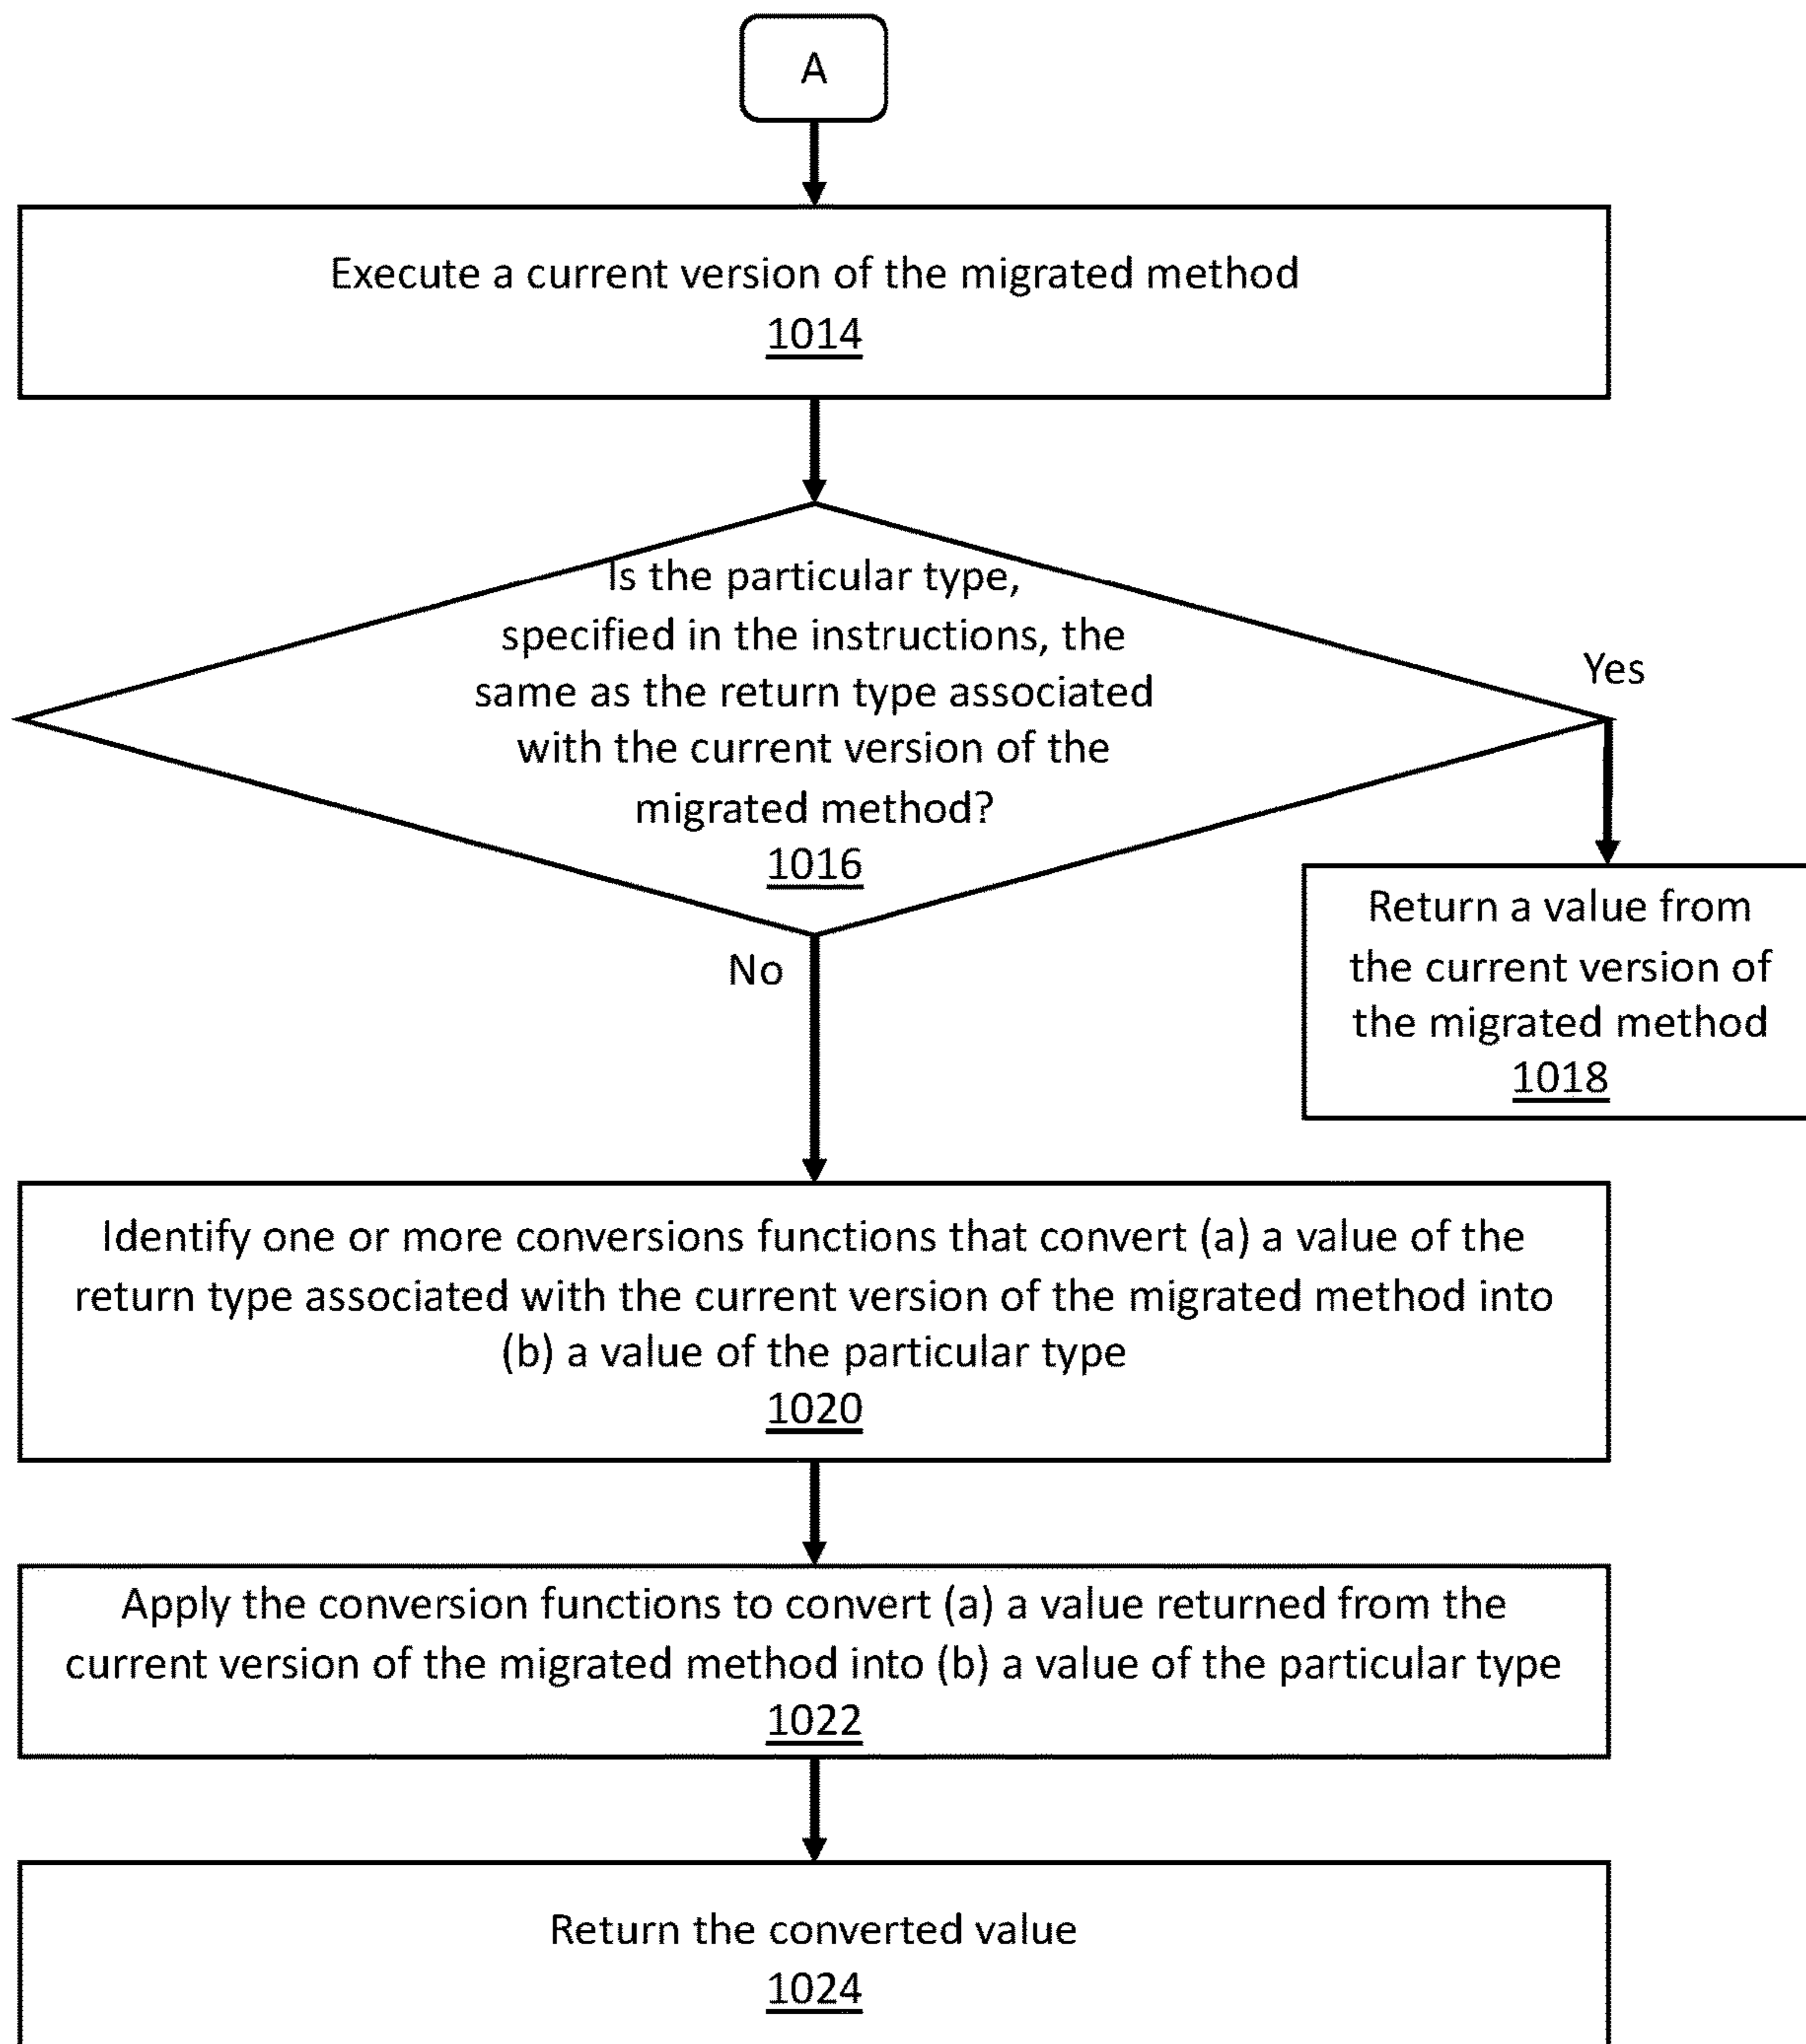 A
Execute a current version of the migrated method
1014
Is the particular type,
specified in the instructions, the
same as the return type associated
with the current version of the
migrated method?
1016
Yes
Return a value from
the current version of
the migrated method
1018
No
Identify one or more conversions functions that convert (a) a value of the
return type associated with the current version of the migrated method into
(b) a value of the particular type
1020
Apply the conversion functions to convert (a) a value returned from the
current version of the migrated method into (b) a value of the particular type
1022
Return the converted value
1024